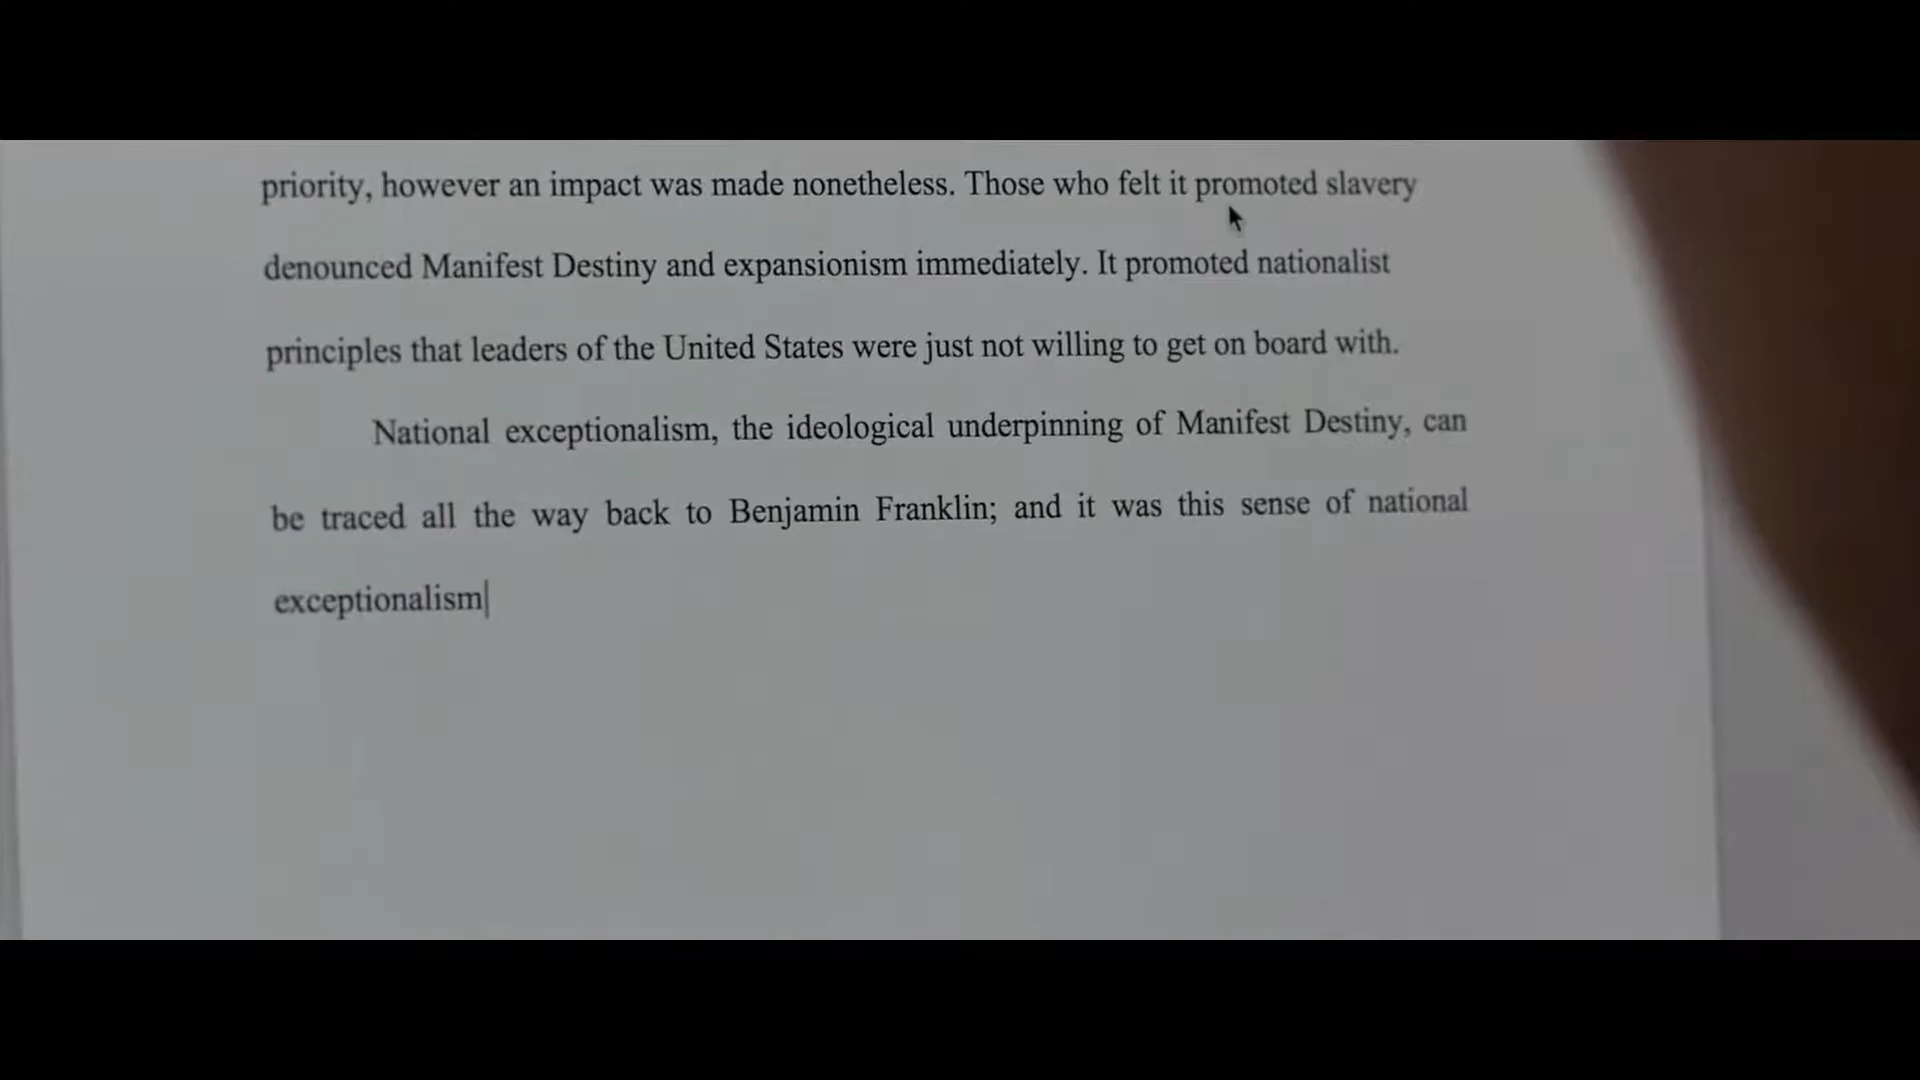 priority, however an impact was made nonetheless. Those who felt it promoted slavery
denounced Manifest Destiny and expansionism immediately. It promoted nationalist
principles that leaders of the United States were just not willing to get on board with.
National exceptionalism, the ideological underpinning of Manifest Destiny, can
be traced all the way back to Benjamin Franklin; and it was this sense of national
exceptionalism